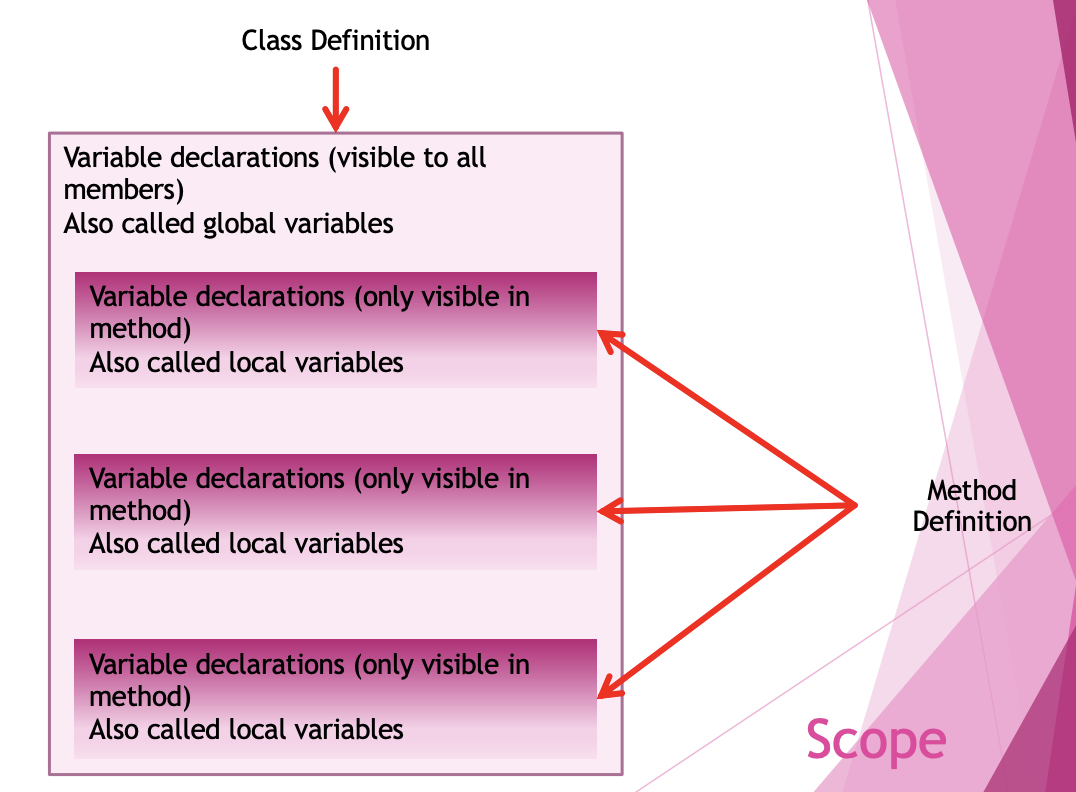 Class Definition
Variable declarations (visible to all
members)
Also called global variables
Variable declarations (only visible in
method)
Also called local variables
Variable declarations (only visible in
method)
Also called local variables
Method
Definition
Variable declarations (only visible in
method)
Also called local variables
Scope